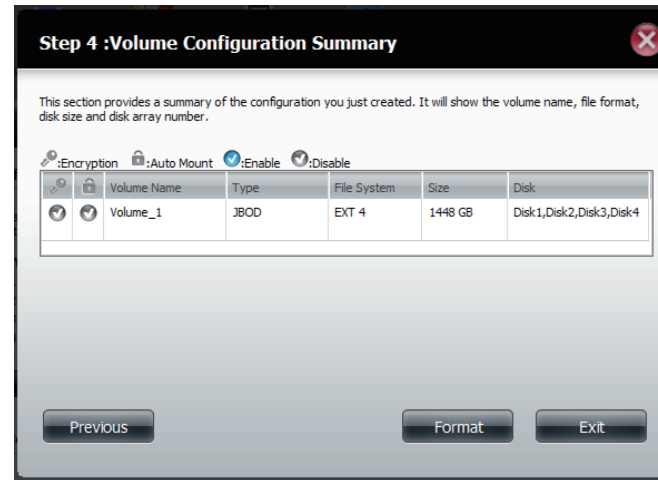 Step 4 :Volume Configuration Summary
This section provides a summary of the configuration you just created. It will show the volume name, file format,
disk size and disk array number.
:Encryption :Auto Mount :Enable :Disable
Volume Name Type File System Size Disk
Volume_1 JBOD EXT 4 1448 GB Disk1,Disk2,Disk3,Disk4
Previous Format Exit